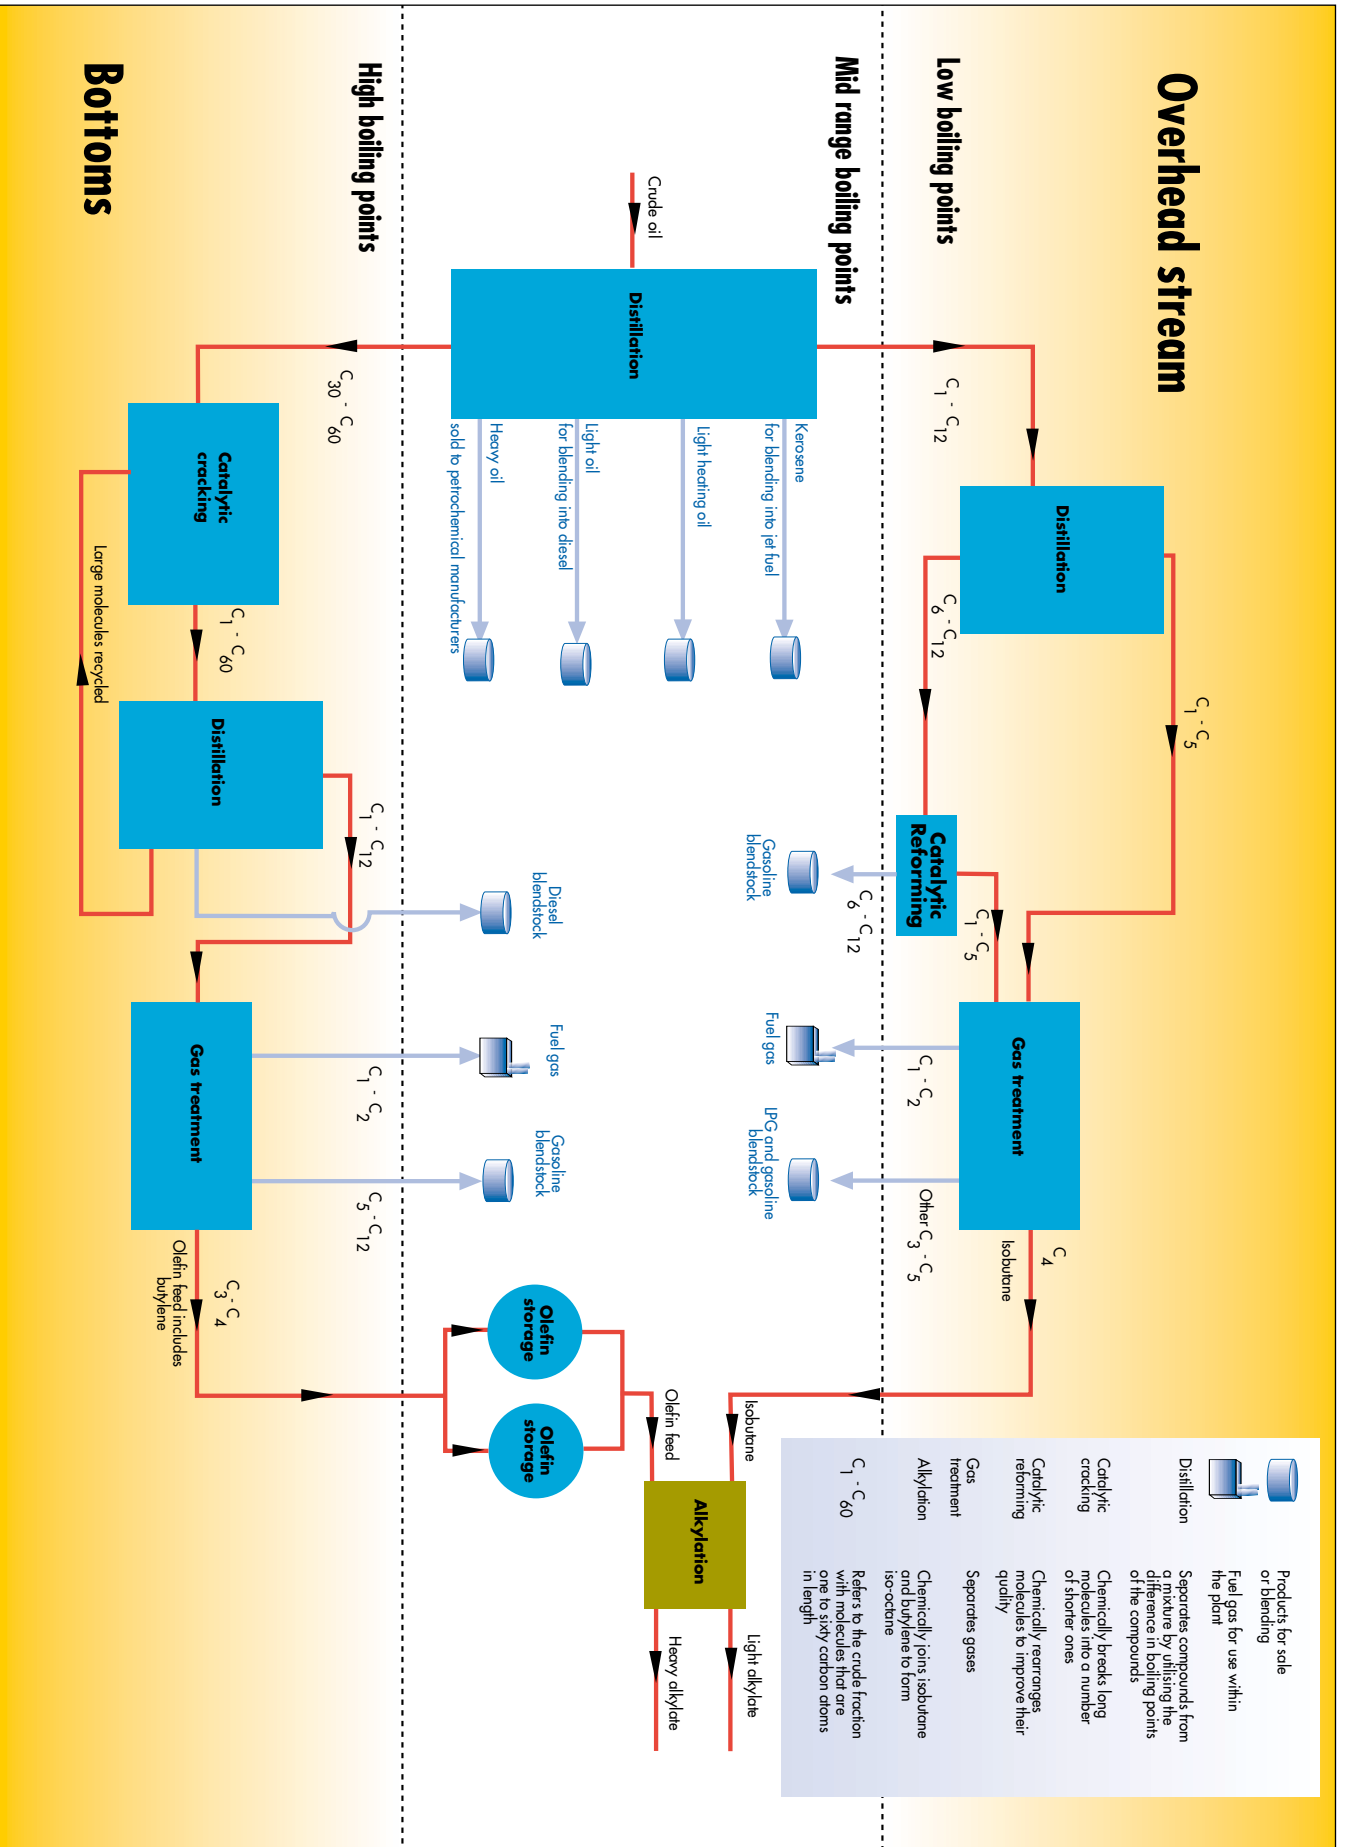 Overhead stream
Low boiling points
Mid range boiling points
High boiling points
Bottoms
Crude oil
Distillation
C1 - C12
Distillation
C1 - C5
C6 - C12
Catalytic
Reforming
C1 - C5
C6 - C12
Gasoline
blendstock
Gas treatment
C1 - C2
Fuel gas
Other C3 - C5
LPG and gasoline
blendstock
C4
Isobutane
Kerosene
for blending into jet fuel
Light heating oil
Light oil
for blending into diesel
Heavy oil
sold to petrochemical manufacturers
C30 - C60
Catalytic
cracking
C1 - C60
Large molecules recycled
Distillation
C1 - C12
Diesel
blendstock
Gas treatment
Fuel gas
C1 - C2
Gasoline
blendstock
C5 - C12
C3 - C4
Olefin feed includes
butylene
Olefin
storage
Olefin
storage
Isobutane
Olefin feed
Alkylation
Light alkylate
Heavy alkylate
Products for sale
or blending
Fuel gas for use within
the plant
Distillation
Separates compounds from
a mixture by utilising the
difference in boiling points
of the compounds
Catalytic
cracking
Chemically breaks long
molecules into a number
of shorter ones
Catalytic
reforming
Chemically rearranges
molecules to improve their
quality
Gas
treatment
Separates gases
Alkylation
Chemically joins isobutane
and butylene to form
iso-octane
C1 - C60
Refers to the crude fraction
with molecules that are
one to sixty carbon atoms
in length